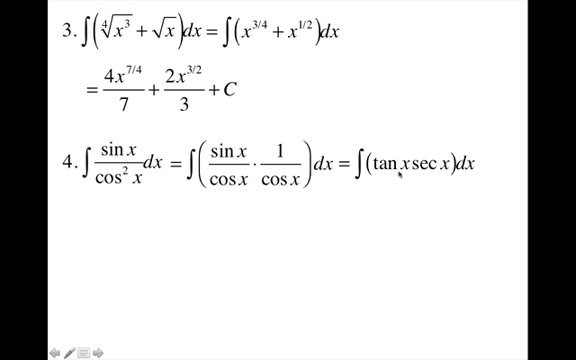 3. ∫(∜x³ + √x)dx = ∫(x^{3/4} + x^{1/2})dx
= 4x^{7/4}/7 + 2x^{3/2}/3 + C
4. ∫ sin x/cos² x dx = ∫(sin x/cos x · 1/cos x)dx = ∫(tan x sec x)dx